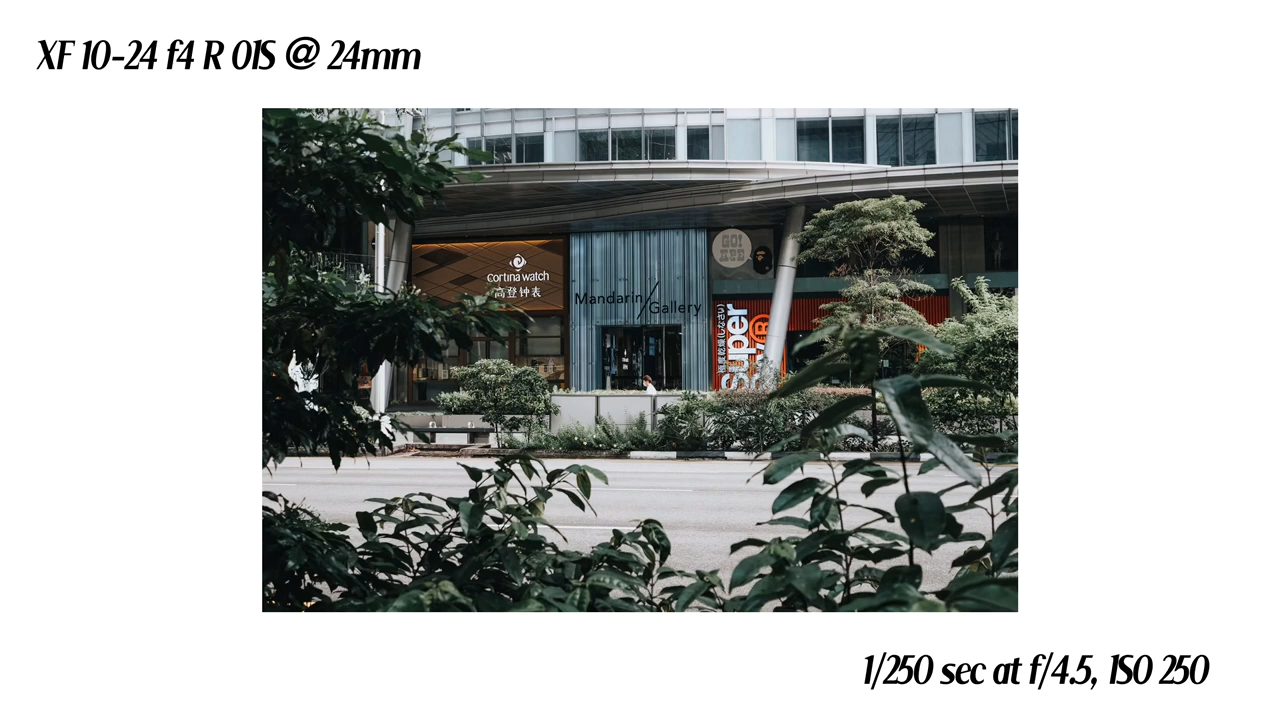 XF 10-24 f4 R OIS @ 24mm
cortina watch
高登钟表
Mandarin/Gallery
GO!
Super
1/250 sec at f/4.5, ISO 250